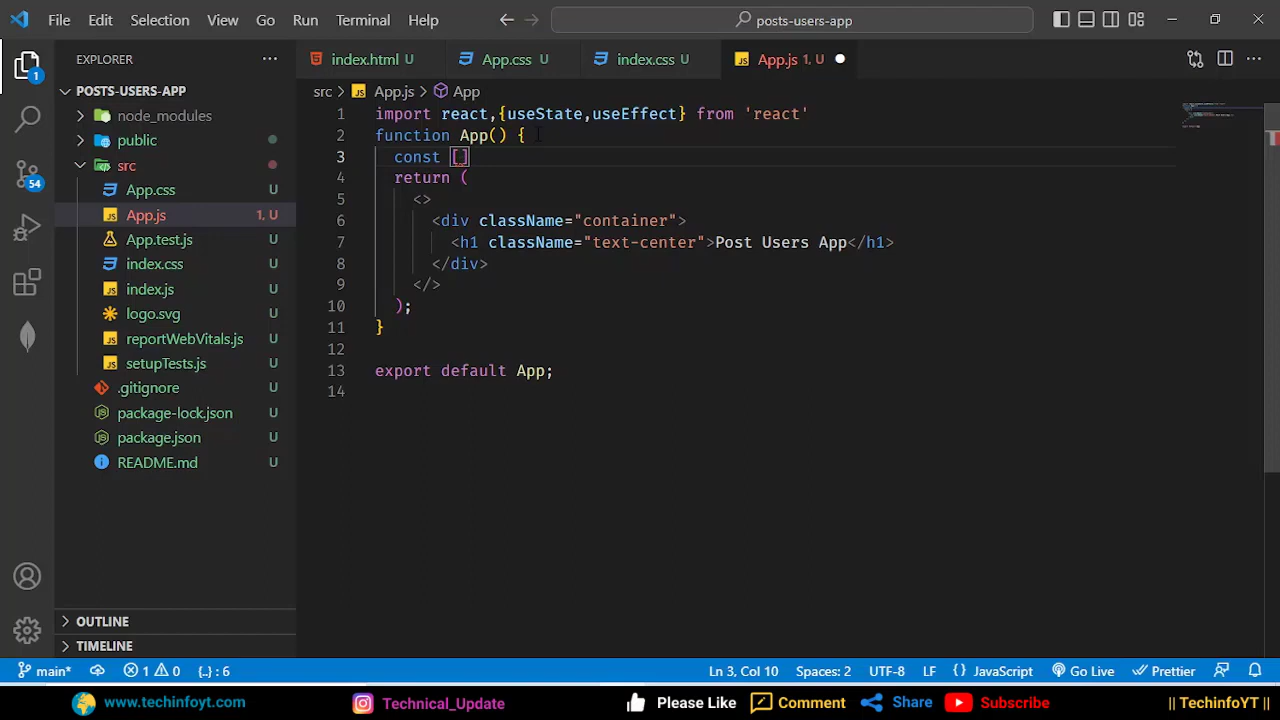 File Edit Selection View Go Run Terminal Help
posts-users-app
EXPLORER
index.html U
App.css U
index.css U
App.js 1, U
POSTS-USERS-APP
node_modules
public
src
App.css U
App.js 1, U
App.test.js U
index.css U
index.js U
logo.svg U
reportWebVitals.js U
setupTests.js U
.gitignore U
package-lock.json U
package.json U
README.md U
OUTLINE
TIMELINE
1
54
src > App.js > App
1 import react,{useState,useEffect} from 'react'
2 function App() {
3 const []
4 return (
5 <>
6 <div className="container">
7 <h1 className="text-center">Post Users App</h1>
8 </div>
9 </>
10 );
11 }
12
13 export default App;
14
main* 1 0 {..} : 6 Ln 3, Col 10 Spaces: 2 UTF-8 LF {} JavaScript Go Live Prettier
www.techinfoyt.com Technical_Update Please Like Comment Share Subscribe || TechinfoYT ||